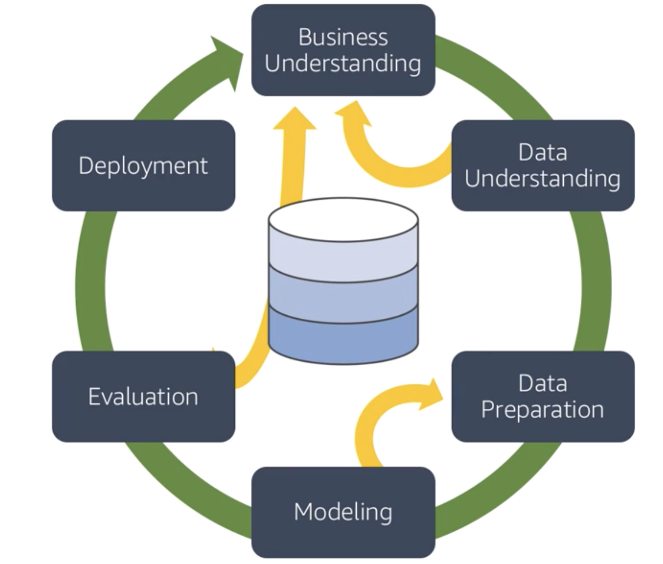 Business
Understanding
Data
Understanding
Data
Preparation
Modeling
Evaluation
Deployment